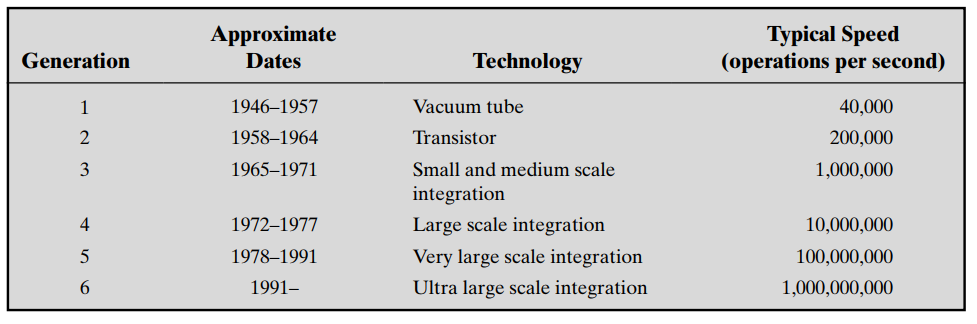 Approximate Typical Speed
Generation Dates Technology (operations per second)
1 1946–1957 Vacuum tube 40,000
2 1958–1964 Transistor 200,000
3 1965–1971 Small and medium scale 1,000,000
integration
4 1972–1977 Large scale integration 10,000,000
5 1978–1991 Very large scale integration 100,000,000
6 1991– Ultra large scale integration 1,000,000,000